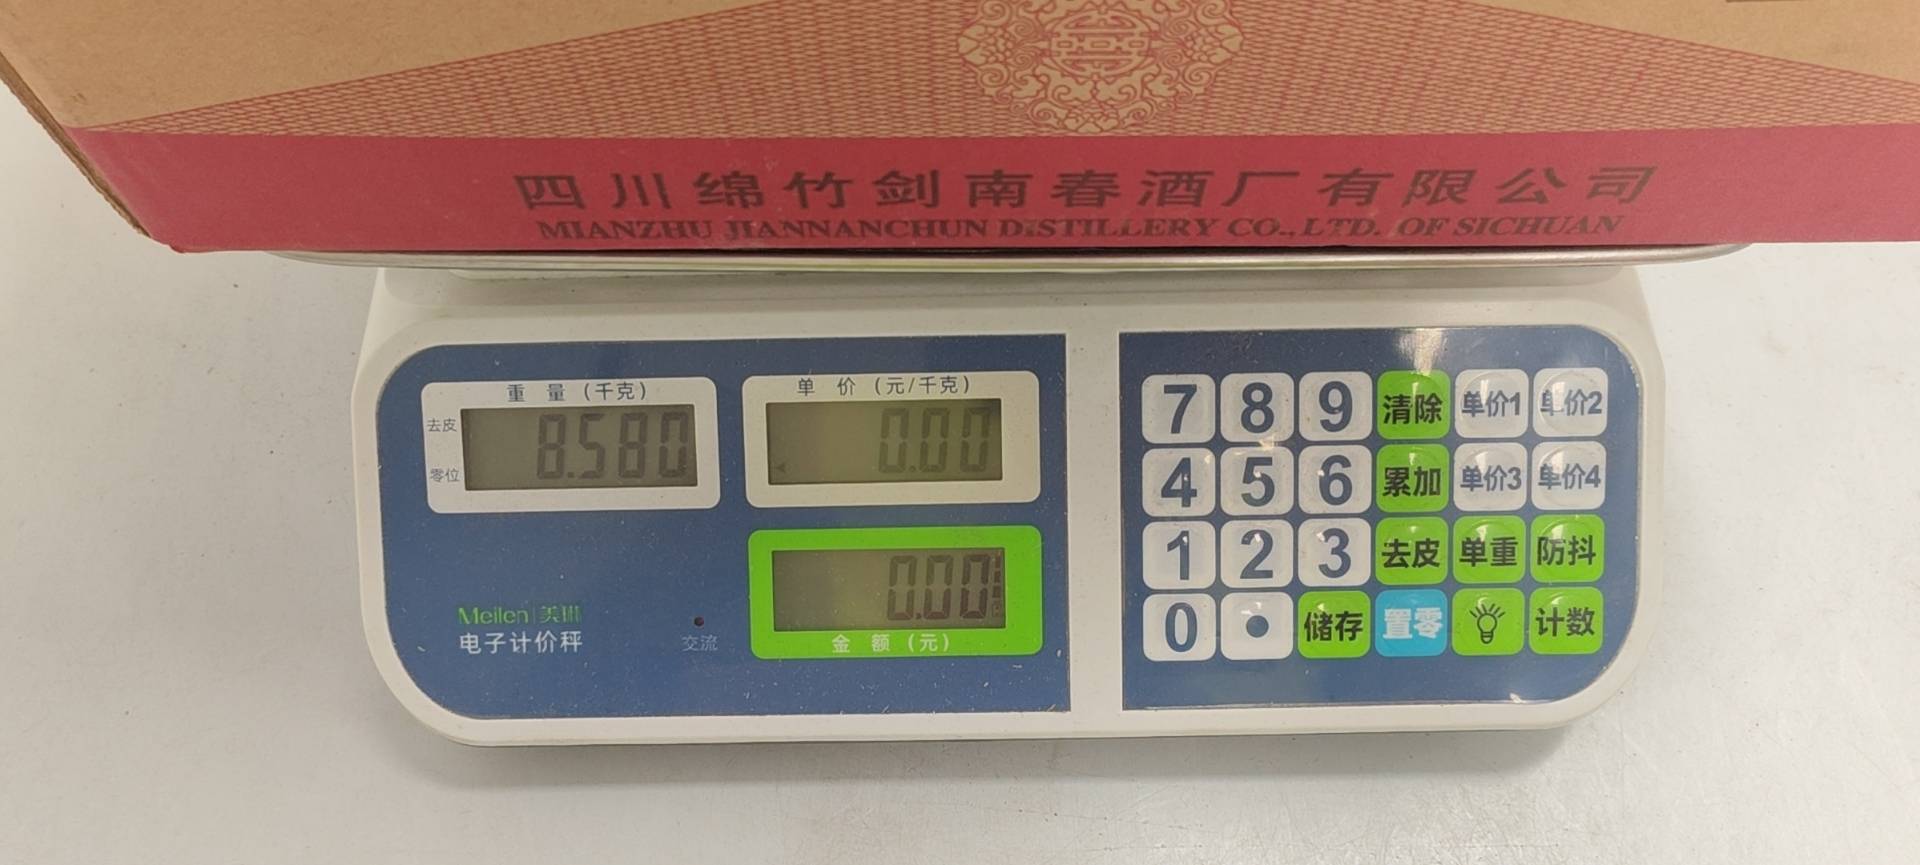 四川绵竹剑南春酒厂有限公司
MIANZHU JIANNANCHUN DISTILLERY CO., LTD. OF SICHUAN
重 量 (千克)
去皮
零位
8.580
单 价 (元/千克)
0.00
0.00
金 额 (元)
Meilen 美琳
电子计价秤
交流
7 8 9 清除 单价1 单价2
4 5 6 累加 单价3 单价4
1 2 3 去皮 单重 防抖
0 · 储存 置零 计数